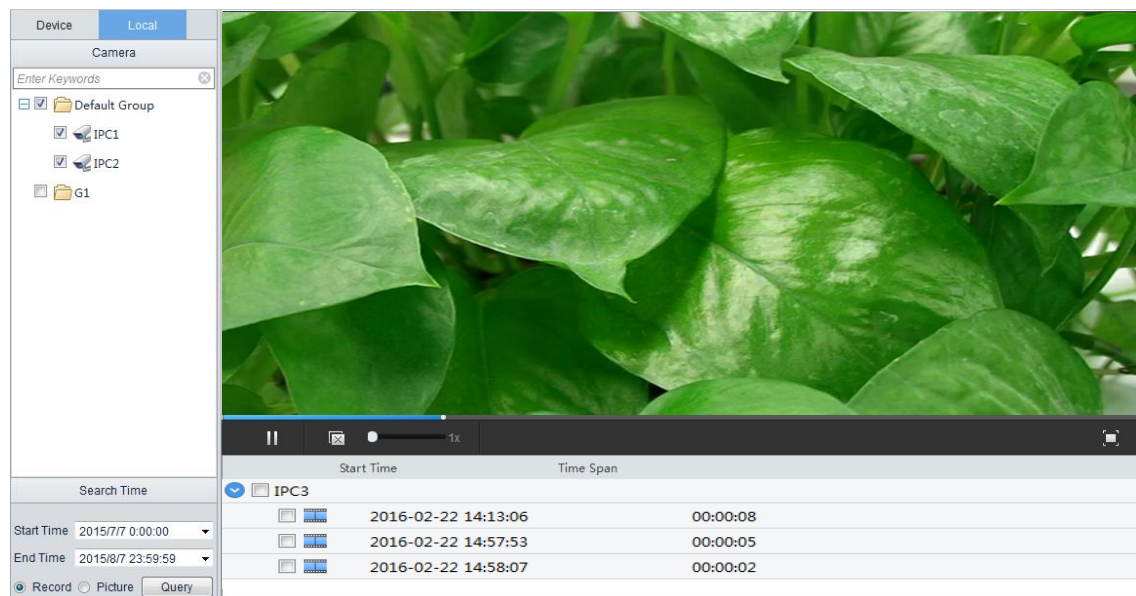 Device Local
Camera
Enter Keywords
Default Group
IPC1
IPC2
G1
Search Time
Start Time 2015/7/7 0:00:00
End Time 2015/8/7 23:59:59
Record Picture Query
1x
Start Time Time Span
IPC3
2016-02-22 14:13:06 00:00:08
2016-02-22 14:57:53 00:00:05
2016-02-22 14:58:07 00:00:02